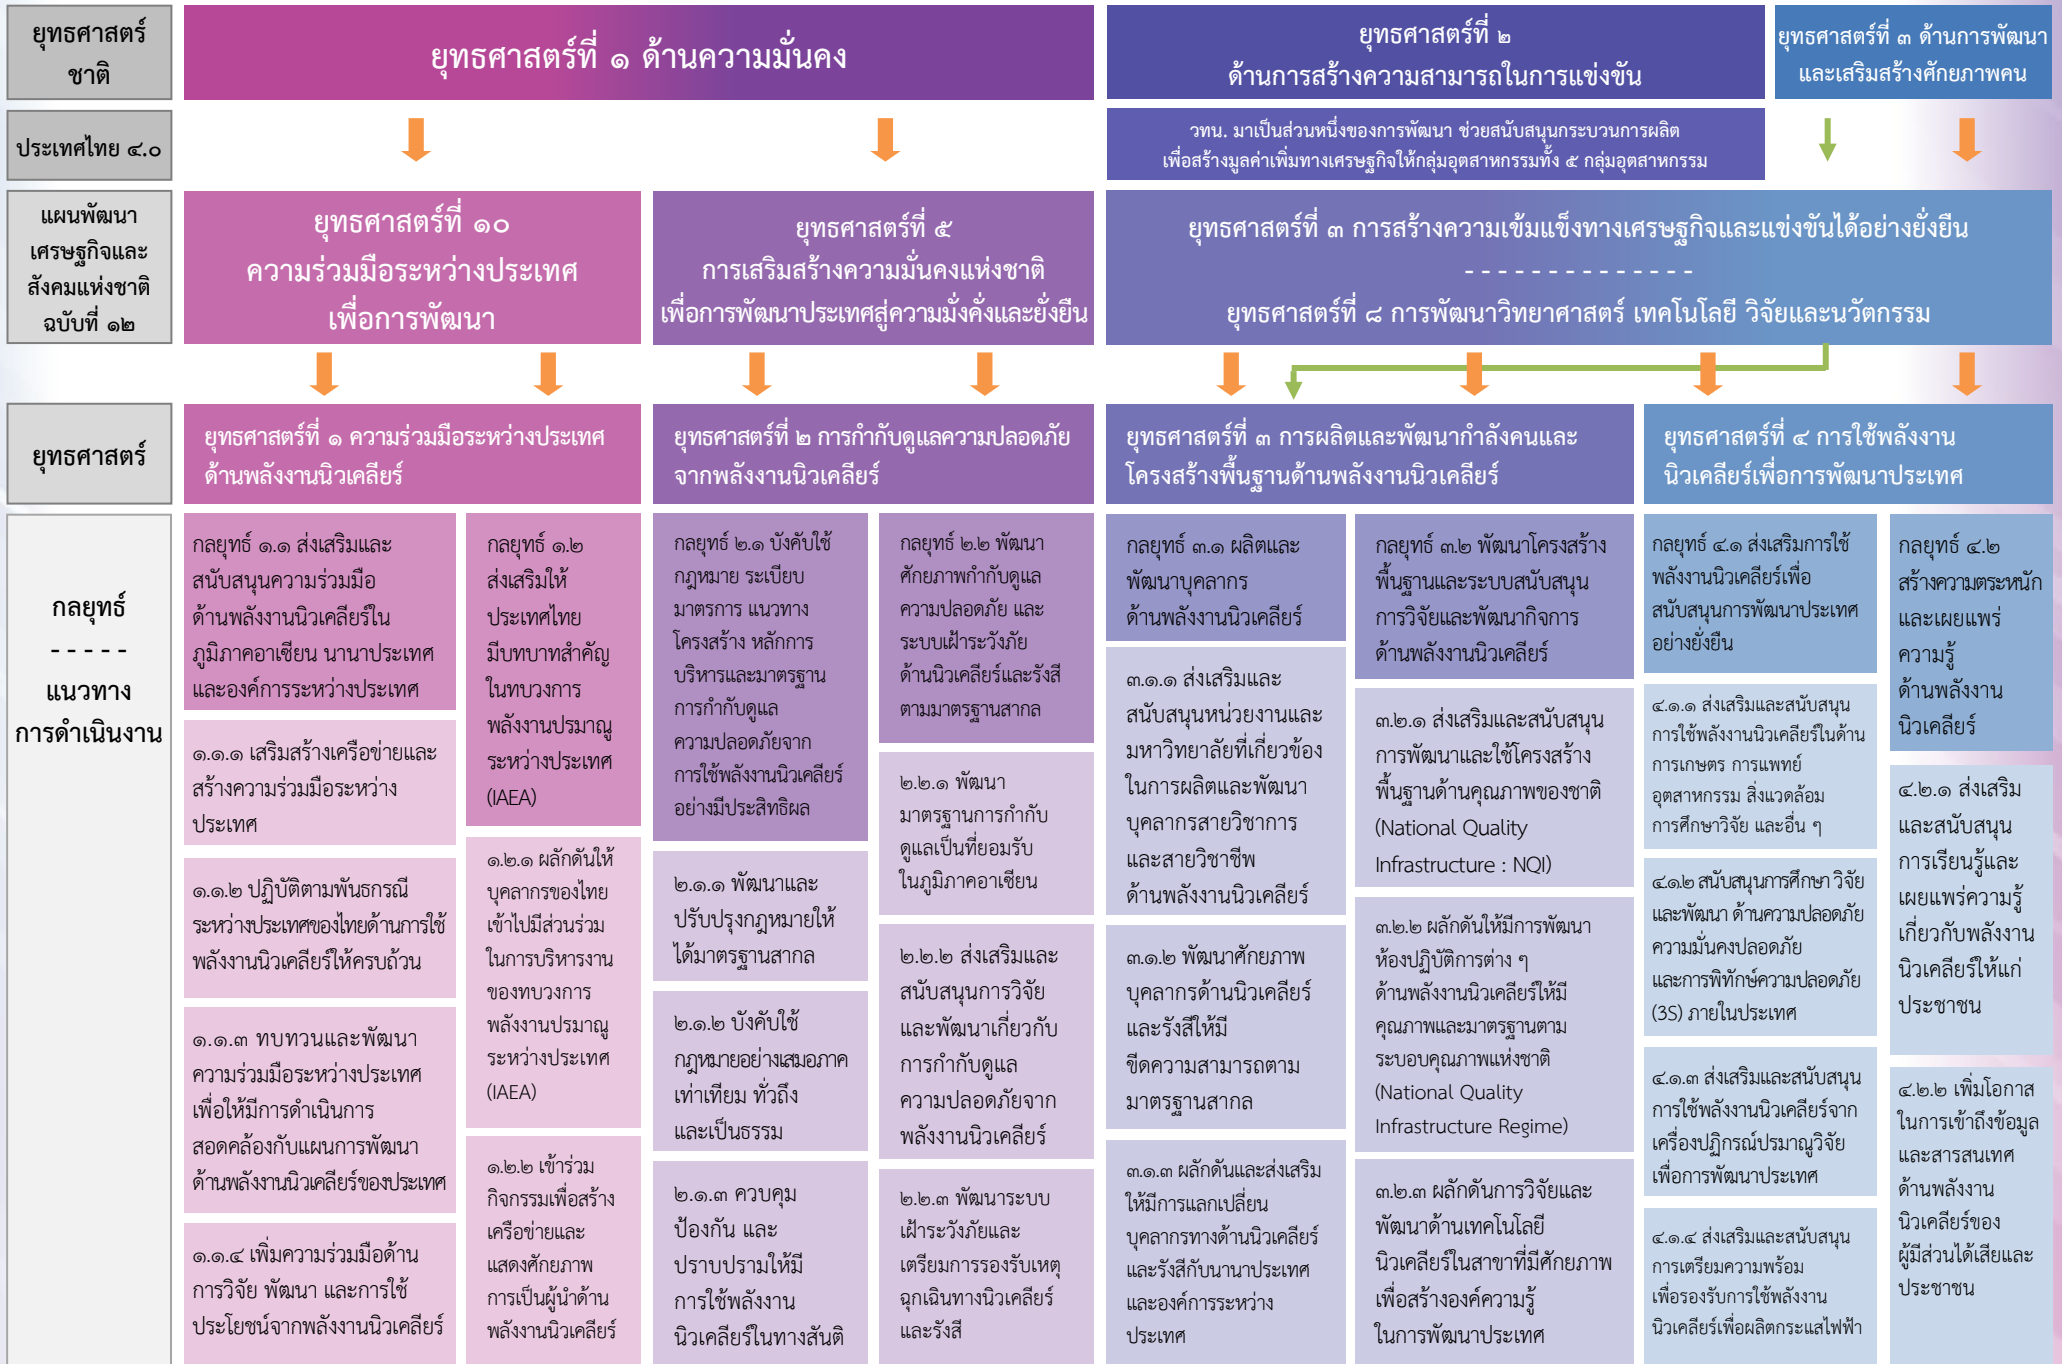 ยุทธศาสตร์
ชาติ
ยุทธศาสตร์ที่ ๑ ด้านความมั่นคง
ยุทธศาสตร์ที่ ๒
ด้านการสร้างความสามารถในการแข่งขัน
ยุทธศาสตร์ที่ ๓ ด้านการพัฒนา
และเสริมสร้างศักยภาพคน
ประเทศไทย ๔.๐
วทน. มาเป็นส่วนหนึ่งของการพัฒนา ช่วยสนับสนุนกระบวนการผลิต
เพื่อสร้างมูลค่าเพิ่มทางเศรษฐกิจให้กลุ่มอุตสาหกรรมทั้ง ๕ กลุ่มอุตสาหกรรม
แผนพัฒนา
เศรษฐกิจและ
สังคมแห่งชาติ
ฉบับที่ ๑๒
ยุทธศาสตร์ที่ ๑๐
ความร่วมมือระหว่างประเทศ
เพื่อการพัฒนา
ยุทธศาสตร์ที่ ๕
การเสริมสร้างความมั่นคงแห่งชาติ
เพื่อการพัฒนาประเทศสู่ความมั่งคั่งและยั่งยืน
ยุทธศาสตร์ที่ ๓ การสร้างความเข้มแข็งทางเศรษฐกิจและแข่งขันได้อย่างยั่งยืน
- - - - - - - - - - - - - -
ยุทธศาสตร์ที่ ๘ การพัฒนาวิทยาศาสตร์ เทคโนโลยี วิจัยและนวัตกรรม
ยุทธศาสตร์
ยุทธศาสตร์ที่ ๑ ความร่วมมือระหว่างประเทศ
ด้านพลังงานนิวเคลียร์
ยุทธศาสตร์ที่ ๒ การกำกับดูแลความปลอดภัย
จากพลังงานนิวเคลียร์
ยุทธศาสตร์ที่ ๓ การผลิตและพัฒนากำลังคนและ
โครงสร้างพื้นฐานด้านพลังงานนิวเคลียร์
ยุทธศาสตร์ที่ ๔ การใช้พลังงาน
นิวเคลียร์เพื่อการพัฒนาประเทศ
กลยุทธ์
- - - - -
แนวทาง
การดำเนินงาน
กลยุทธ์ ๑.๑ ส่งเสริมและ
สนับสนุนความร่วมมือ
ด้านพลังงานนิวเคลียร์ใน
ภูมิภาคอาเซียน นานาประเทศ
และองค์การระหว่างประเทศ
๑.๑.๑ เสริมสร้างเครือข่ายและ
สร้างความร่วมมือระหว่าง
ประเทศ
๑.๑.๒ ปฏิบัติตามพันธกรณี
ระหว่างประเทศของไทยด้านการใช้
พลังงานนิวเคลียร์ให้ครบถ้วน
๑.๑.๓ ทบทวนและพัฒนา
ความร่วมมือระหว่างประเทศ
เพื่อให้มีการดำเนินการ
สอดคล้องกับแผนการพัฒนา
ด้านพลังงานนิวเคลียร์ของประเทศ
๑.๑.๔ เพิ่มความร่วมมือด้าน
การวิจัย พัฒนา และการใช้
ประโยชน์จากพลังงานนิวเคลียร์
กลยุทธ์ ๑.๒
ส่งเสริมให้
ประเทศไทย
มีบทบาทสำคัญ
ในทบวงการ
พลังงานปรมาณู
ระหว่างประเทศ
(IAEA)
๑.๒.๑ ผลักดันให้
บุคลากรของไทย
เข้าไปมีส่วนร่วม
ในการบริหารงาน
ของทบวงการ
พลังงานปรมาณู
ระหว่างประเทศ
(IAEA)
๑.๒.๒ เข้าร่วม
กิจกรรมเพื่อสร้าง
เครือข่ายและ
แสดงศักยภาพ
การเป็นผู้นำด้าน
พลังงานนิวเคลียร์
กลยุทธ์ ๒.๑ บังคับใช้
กฎหมาย ระเบียบ
มาตรการ แนวทาง
โครงสร้าง หลักการ
บริหารและมาตรฐาน
การกำกับดูแล
ความปลอดภัยจาก
การใช้พลังงานนิวเคลียร์
อย่างมีประสิทธิผล
๒.๑.๑ พัฒนาและ
ปรับปรุงกฎหมายให้
ได้มาตรฐานสากล
๒.๑.๒ บังคับใช้
กฎหมายอย่างเสมอภาค
เท่าเทียม ทั่วถึง
และเป็นธรรม
๒.๑.๓ ควบคุม
ป้องกัน และ
ปราบปรามให้มี
การใช้พลังงาน
นิวเคลียร์ในทางสันติ
กลยุทธ์ ๒.๒ พัฒนา
ศักยภาพกำกับดูแล
ความปลอดภัย และ
ระบบเฝ้าระวังภัย
ด้านนิวเคลียร์และรังสี
ตามมาตรฐานสากล
๒.๒.๑ พัฒนา
มาตรฐานการกำกับ
ดูแลเป็นที่ยอมรับ
ในภูมิภาคอาเซียน
๒.๒.๒ ส่งเสริมและ
สนับสนุนการวิจัย
และพัฒนาเกี่ยวกับ
การกำกับดูแล
ความปลอดภัยจาก
พลังงานนิวเคลียร์
๒.๒.๓ พัฒนาระบบ
เฝ้าระวังภัยและ
เตรียมการรองรับเหตุ
ฉุกเฉินทางนิวเคลียร์
และรังสี
กลยุทธ์ ๓.๑ ผลิตและ
พัฒนาบุคลากร
ด้านพลังงานนิวเคลียร์
๓.๑.๑ ส่งเสริมและ
สนับสนุนหน่วยงานและ
มหาวิทยาลัยที่เกี่ยวข้อง
ในการผลิตและพัฒนา
บุคลากรสายวิชาการ
และสายวิชาชีพ
ด้านพลังงานนิวเคลียร์
๓.๑.๒ พัฒนาศักยภาพ
บุคลากรด้านนิวเคลียร์
และรังสีให้มี
ขีดความสามารถตาม
มาตรฐานสากล
๓.๑.๓ ผลักดันและส่งเสริม
ให้มีการแลกเปลี่ยน
บุคลากรทางด้านนิวเคลียร์
และรังสีกับนานาประเทศ
และองค์การระหว่าง
ประเทศ
กลยุทธ์ ๓.๒ พัฒนาโครงสร้าง
พื้นฐานและระบบสนับสนุน
การวิจัยและพัฒนากิจการ
ด้านพลังงานนิวเคลียร์
๓.๒.๑ ส่งเสริมและสนับสนุน
การพัฒนาและใช้โครงสร้าง
พื้นฐานด้านคุณภาพของชาติ
(National Quality
Infrastructure : NQI)
๓.๒.๒ ผลักดันให้มีการพัฒนา
ห้องปฏิบัติการต่าง ๆ
ด้านพลังงานนิวเคลียร์ให้มี
คุณภาพและมาตรฐานตาม
ระบอบคุณภาพแห่งชาติ
(National Quality
Infrastructure Regime)
๓.๒.๓ ผลักดันการวิจัยและ
พัฒนาด้านเทคโนโลยี
นิวเคลียร์ในสาขาที่มีศักยภาพ
เพื่อสร้างองค์ความรู้
ในการพัฒนาประเทศ
กลยุทธ์ ๔.๑ ส่งเสริมการใช้
พลังงานนิวเคลียร์เพื่อ
สนับสนุนการพัฒนาประเทศ
อย่างยั่งยืน
๔.๑.๑ ส่งเสริมและสนับสนุน
การใช้พลังงานนิวเคลียร์ในด้าน
การเกษตร การแพทย์
อุตสาหกรรม สิ่งแวดล้อม
การศึกษาวิจัย และอื่น ๆ
๔.๑.๒ สนับสนุนการศึกษา วิจัย
และพัฒนา ด้านความปลอดภัย
ความมั่นคงปลอดภัย
และการพิทักษ์ความปลอดภัย
(3S) ภายในประเทศ
๔.๑.๓ ส่งเสริมและสนับสนุน
การใช้พลังงานนิวเคลียร์จาก
เครื่องปฏิกรณ์ปรมาณูวิจัย
เพื่อการพัฒนาประเทศ
๔.๑.๔ ส่งเสริมและสนับสนุน
การเตรียมความพร้อม
เพื่อรองรับการใช้พลังงาน
นิวเคลียร์เพื่อผลิตกระแสไฟฟ้า
กลยุทธ์ ๔.๒
สร้างความตระหนัก
และเผยแพร่
ความรู้
ด้านพลังงาน
นิวเคลียร์
๔.๒.๑ ส่งเสริม
และสนับสนุน
การเรียนรู้และ
เผยแพร่ความรู้
เกี่ยวกับพลังงาน
นิวเคลียร์ให้แก่
ประชาชน
๔.๒.๒ เพิ่มโอกาส
ในการเข้าถึงข้อมูล
และสารสนเทศ
ด้านพลังงาน
นิวเคลียร์ของ
ผู้มีส่วนได้เสียและ
ประชาชน